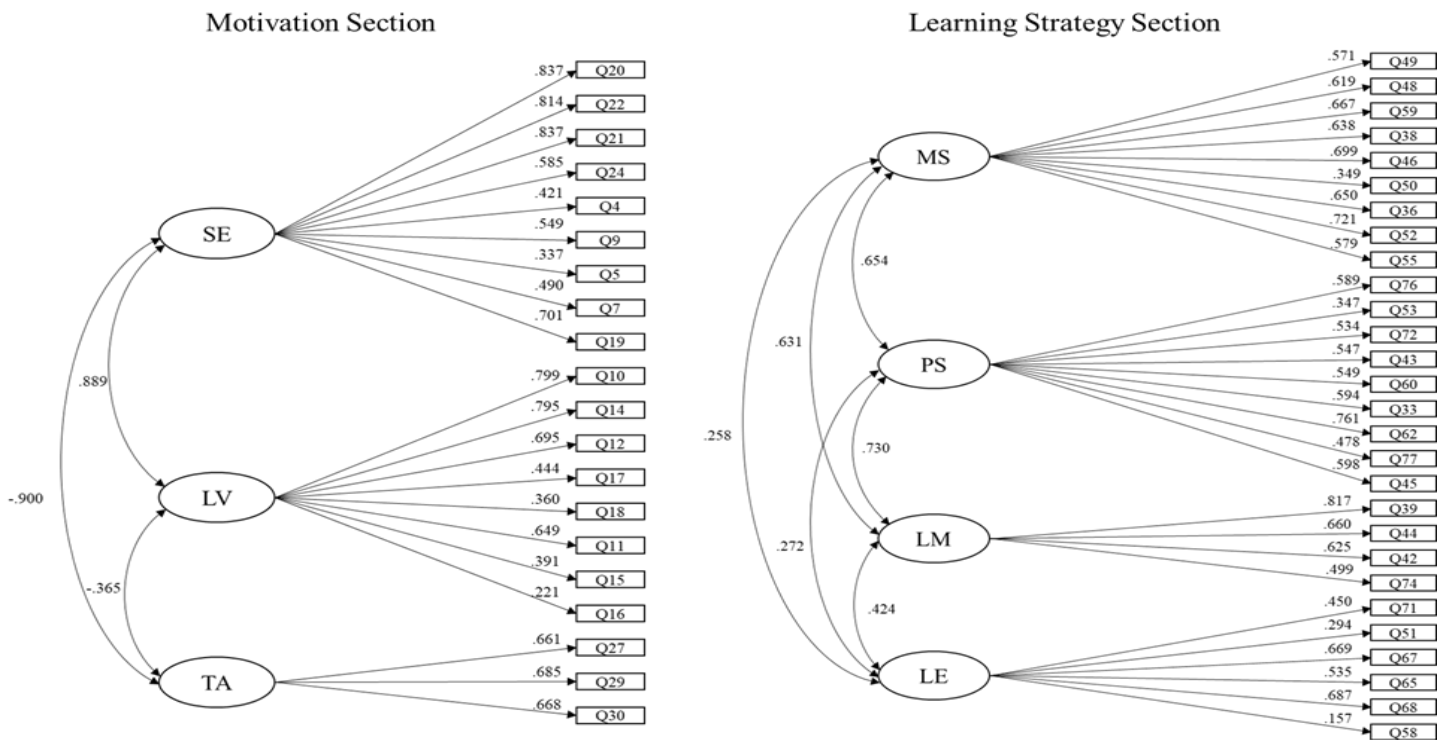 Motivation Section
.837 Q20
.814 Q22
.837 Q21
.585 Q24
.421 Q4
.549 Q9
.337 Q5
.490 Q7
.701 Q19
SE
.889
.799 Q10
.795 Q14
.695 Q12
.444 Q17
.360 Q18
.649 Q11
.391 Q15
.221 Q16
LV
-.900
-.365
.661 Q27
.685 Q29
.668 Q30
TA
Learning Strategy Section
.571 Q49
.619 Q48
.667 Q59
.638 Q38
.699 Q46
.349 Q50
.650 Q36
.721 Q52
.579 Q55
MS
.654
.589 Q76
.347 Q53
.534 Q72
.547 Q43
.549 Q60
.594 Q33
.761 Q62
.478 Q77
.598 Q45
PS
.631
.258
.730
.817 Q39
.660 Q44
.625 Q42
.499 Q74
LM
.272
.424
.450 Q71
.294 Q51
.669 Q67
.535 Q65
.687 Q68
.157 Q58
LE